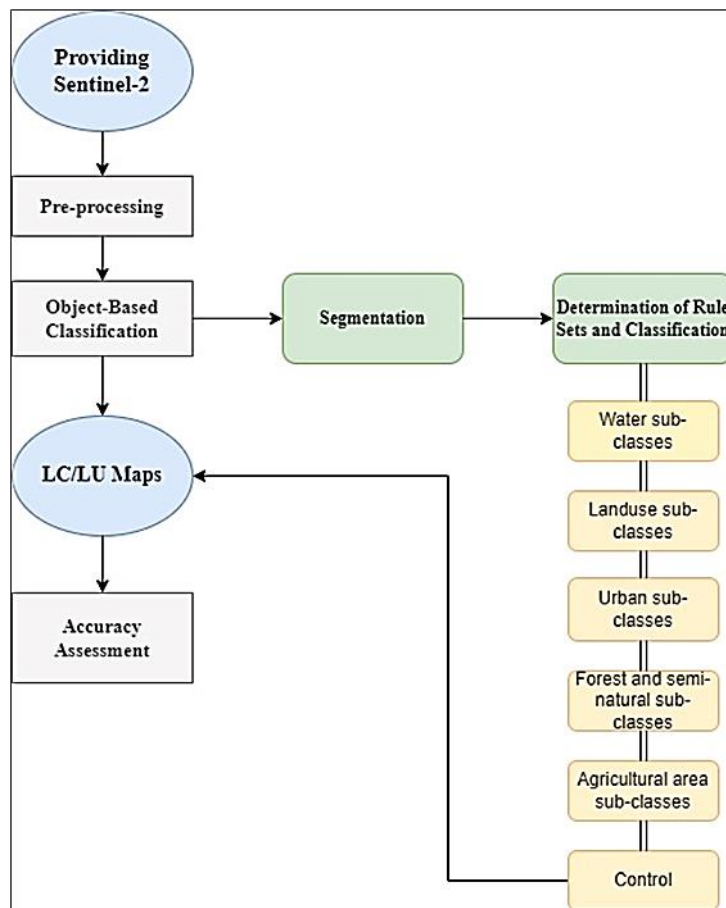 Providing
Sentinel-2
Pre-processing
Object-Based
Classification
Segmentation
Determination of Rule
Sets and Classification
Water sub-
classes
LC/LU Maps
Landuse sub-
classes
Urban sub-
classes
Accuracy
Assessment
Forest and semi-
natural sub-
classes
Agricultural area
sub-classes
Control